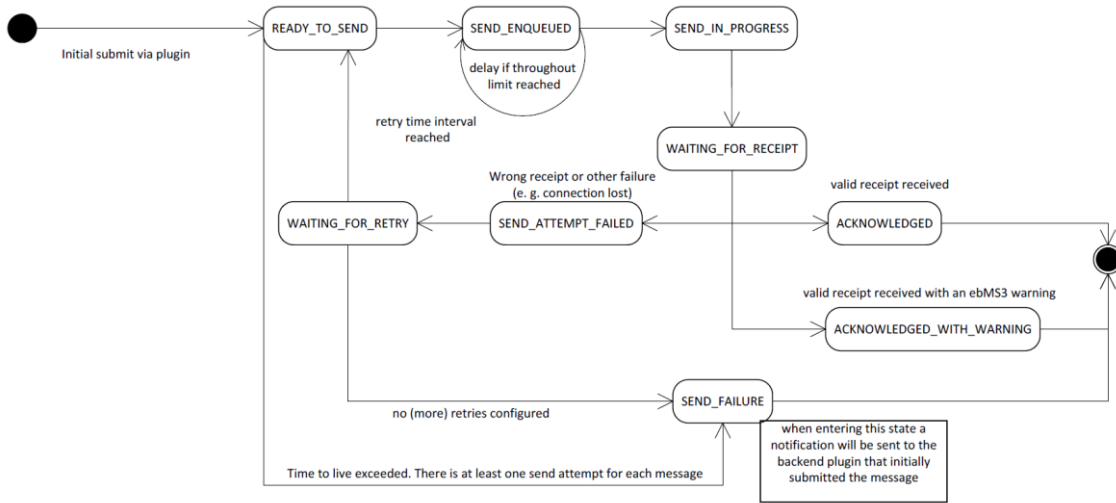 READY_TO_SEND
SEND_ENQUEUED
SEND_IN_PROGRESS
Initial submit via plugin
delay if throughout
limit reached
retry time interval
reached
WAITING_FOR_RECEIPT
Wrong receipt or other failure
(e. g. connection lost)
valid receipt received
WAITING_FOR_RETRY
SEND_ATTEMPT_FAILED
ACKNOWLEDGED
valid receipt received with an ebMS3 warning
ACKNOWLEDGED_WITH_WARNING
SEND_FAILURE
no (more) retries configured
when entering this state a
notification will be sent to the
backend plugin that initially
submitted the message
Time to live exceeded. There is at least one send attempt for each message